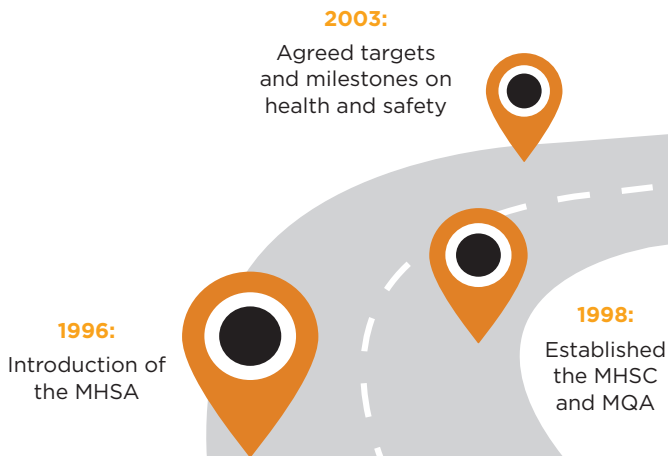 2003:
Agreed targets
and milestones on
health and safety
1996:
Introduction of
the MHSA
1998:
Established
the MHSC
and MQA